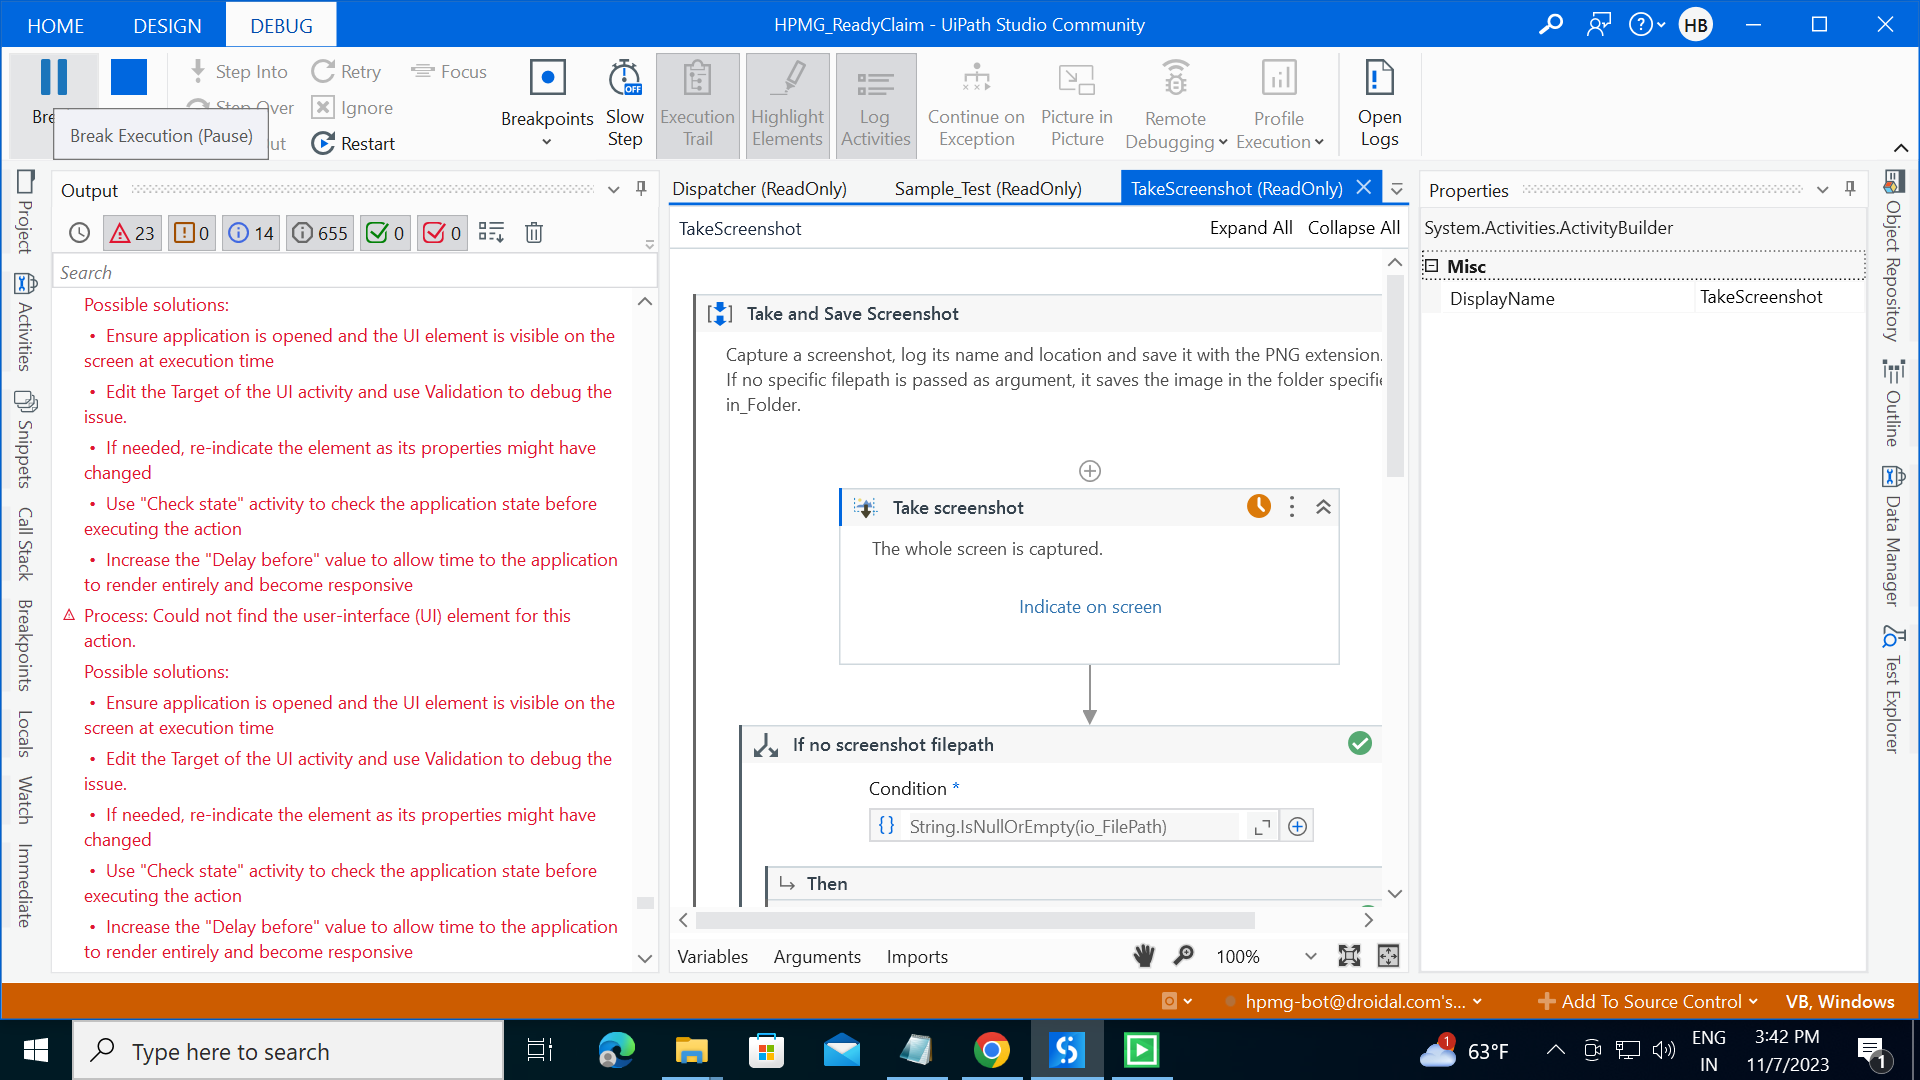 HOME
DESIGN
DEBUG
HPMG_ReadyClaim - UiPath Studio Community
HB
Step Into
Retry
Focus
Step Over
Ignore
Restart
Break Execution (Pause)
Breakpoints
Slow
Step
Execution
Trail
Highlight
Elements
Log
Activities
Continue on
Exception
Picture in
Picture
Remote
Debugging
Profile
Execution
Open
Logs
OFF
Project
Activities
Snippets
Call Stack
Breakpoints
Locals
Watch
Immediate
Output
23
0
14
655
0
0
Search
Possible solutions:
• Ensure application is opened and the UI element is visible on the
screen at execution time
• Edit the Target of the UI activity and use Validation to debug the
issue.
• If needed, re-indicate the element as its properties might have
changed
• Use "Check state" activity to check the application state before
executing the action
• Increase the "Delay before" value to allow time to the application
to render entirely and become responsive
Process: Could not find the user-interface (UI) element for this
action.
Possible solutions:
• Ensure application is opened and the UI element is visible on the
screen at execution time
• Edit the Target of the UI activity and use Validation to debug the
issue.
• If needed, re-indicate the element as its properties might have
changed
• Use "Check state" activity to check the application state before
executing the action
• Increase the "Delay before" value to allow time to the application
to render entirely and become responsive
Dispatcher (ReadOnly)
Sample_Test (ReadOnly)
TakeScreenshot (ReadOnly)
TakeScreenshot
Expand All
Collapse All
Take and Save Screenshot
Capture a screenshot, log its name and location and save it with the PNG extension.
If no specific filepath is passed as argument, it saves the image in the folder specifie
in_Folder.
Take screenshot
The whole screen is captured.
Indicate on screen
If no screenshot filepath
Condition *
String.IsNullOrEmpty(io_FilePath)
Then
Variables
Arguments
Imports
100%
Properties
System.Activities.ActivityBuilder
Misc
DisplayName
TakeScreenshot
Object Repository
Outline
Data Manager
Test Explorer
hpmg-bot@droidal.com's...
Add To Source Control
VB, Windows
Type here to search
1
63°F
ENG
IN
3:42 PM
11/7/2023
1